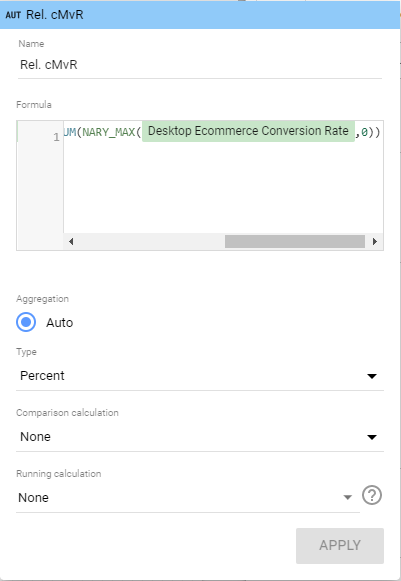 AUT Rel. cMvR
Name
Rel. cMvR
Formula
1 UM(NARY_MAX( Desktop Ecommerce Conversion Rate ,0))
Aggregation
Auto
Type
Percent
Comparison calculation
None
Running calculation
None
?
APPLY